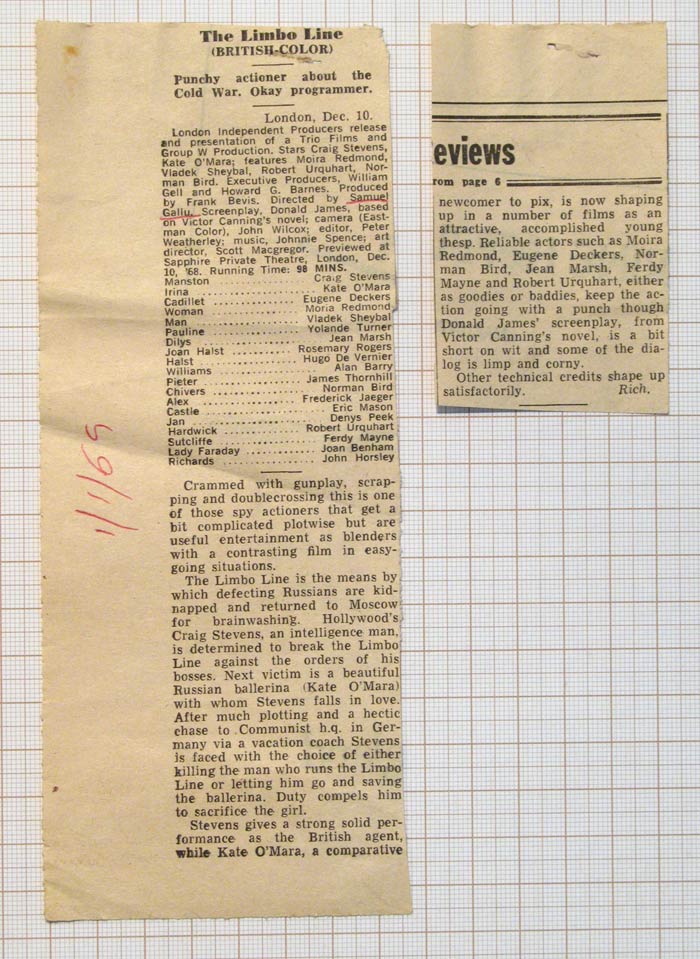 The Limbo Line
(BRITISH-COLOR)
Punchy actioner about the
Cold War. Okay programmer.
London, Dec. 10.
London Independent Producers release
and presentation of a Trio Films and
Group W Production. Stars Craig Stevens,
Kate O'Mara; features Moira Redmond,
Vladek Sheybal, Robert Urquhart, Nor-
man Bird. Executive Producers, William
Gell and Howard G. Barnes. Produced
by Frank Bevis. Directed by Samuel
Gallu. Screenplay, Donald James, based
on Victor Canning's novel; camera (East-
man Color), John Wilcox; editor, Peter
Weatherley; music, Johnnie Spence; art
director, Scott Macgregor. Previewed at
Sapphire Private Theatre, London, Dec.
10, '68. Running Time: 98 MINS.
Manston .................. Craig Stevens
Irina ..................... Kate O'Mara
Cadillet ................ Eugene Deckers
Woman .................. Moria Redmond
Man ..................... Vladek Sheybal
Pauline ................. Yolande Turner
Dilys ...................... Jean Marsh
Joan Halst ............ Rosemary Rogers
Halst .................. Hugo De Vernier
Williams .................... Alan Barry
Pieter .................. James Thornhill
Chivers ................... Norman Bird
Alex .................. Frederick Jaeger
Castle ..................... Eric Mason
Jan ........................ Denys Peek
Hardwick .............. Robert Urquhart
Sutcliffe .................. Ferdy Mayne
Lady Faraday ........... Joan Benham
Richards ................ John Horsley
Crammed with gunplay, scrap-
ping and doublecrossing this is one
of those spy actioners that get a
bit complicated plotwise but are
useful entertainment as blenders
with a contrasting film in easy-
going situations.
The Limbo Line is the means by
which defecting Russians are kid-
napped and returned to Moscow
for brainwashing. Hollywood's
Craig Stevens, an intelligence man,
is determined to break the Limbo
Line against the orders of his
bosses. Next victim is a beautiful
Russian ballerina (Kate O'Mara)
with whom Stevens falls in love.
After much plotting and a hectic
chase to Communist h.q. in Ger-
many via a vacation coach Stevens
is faced with the choice of either
killing the man who runs the Limbo
Line or letting him go and saving
the ballerina. Duty compels him
to sacrifice the girl.
Stevens gives a strong solid per-
formance as the British agent,
while Kate O'Mara, a comparative
1/1/69
eviews
rom page 6
newcomer to pix, is now shaping
up in a number of films as an
attractive, accomplished young
thesp. Reliable actors such as Moira
Redmond, Eugene Deckers, Nor-
man Bird, Jean Marsh, Ferdy
Mayne and Robert Urquhart, either
as goodies or baddies, keep the ac-
tion going with a punch though
Donald James' screenplay, from
Victor Canning's novel, is a bit
short on wit and some of the dia-
log is limp and corny.
Other technical credits shape up
satisfactorily. Rich.